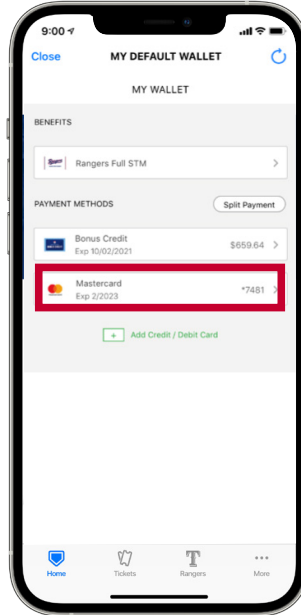 9:00
Close MY DEFAULT WALLET
MY WALLET
BENEFITS
Rangers Full STM
PAYMENT METHODS Split Payment
Bonus Credit $659.64
Exp 10/02/2021
Mastercard *7481
Exp 2/2023
+ Add Credit / Debit Card
Home Tickets Rangers More